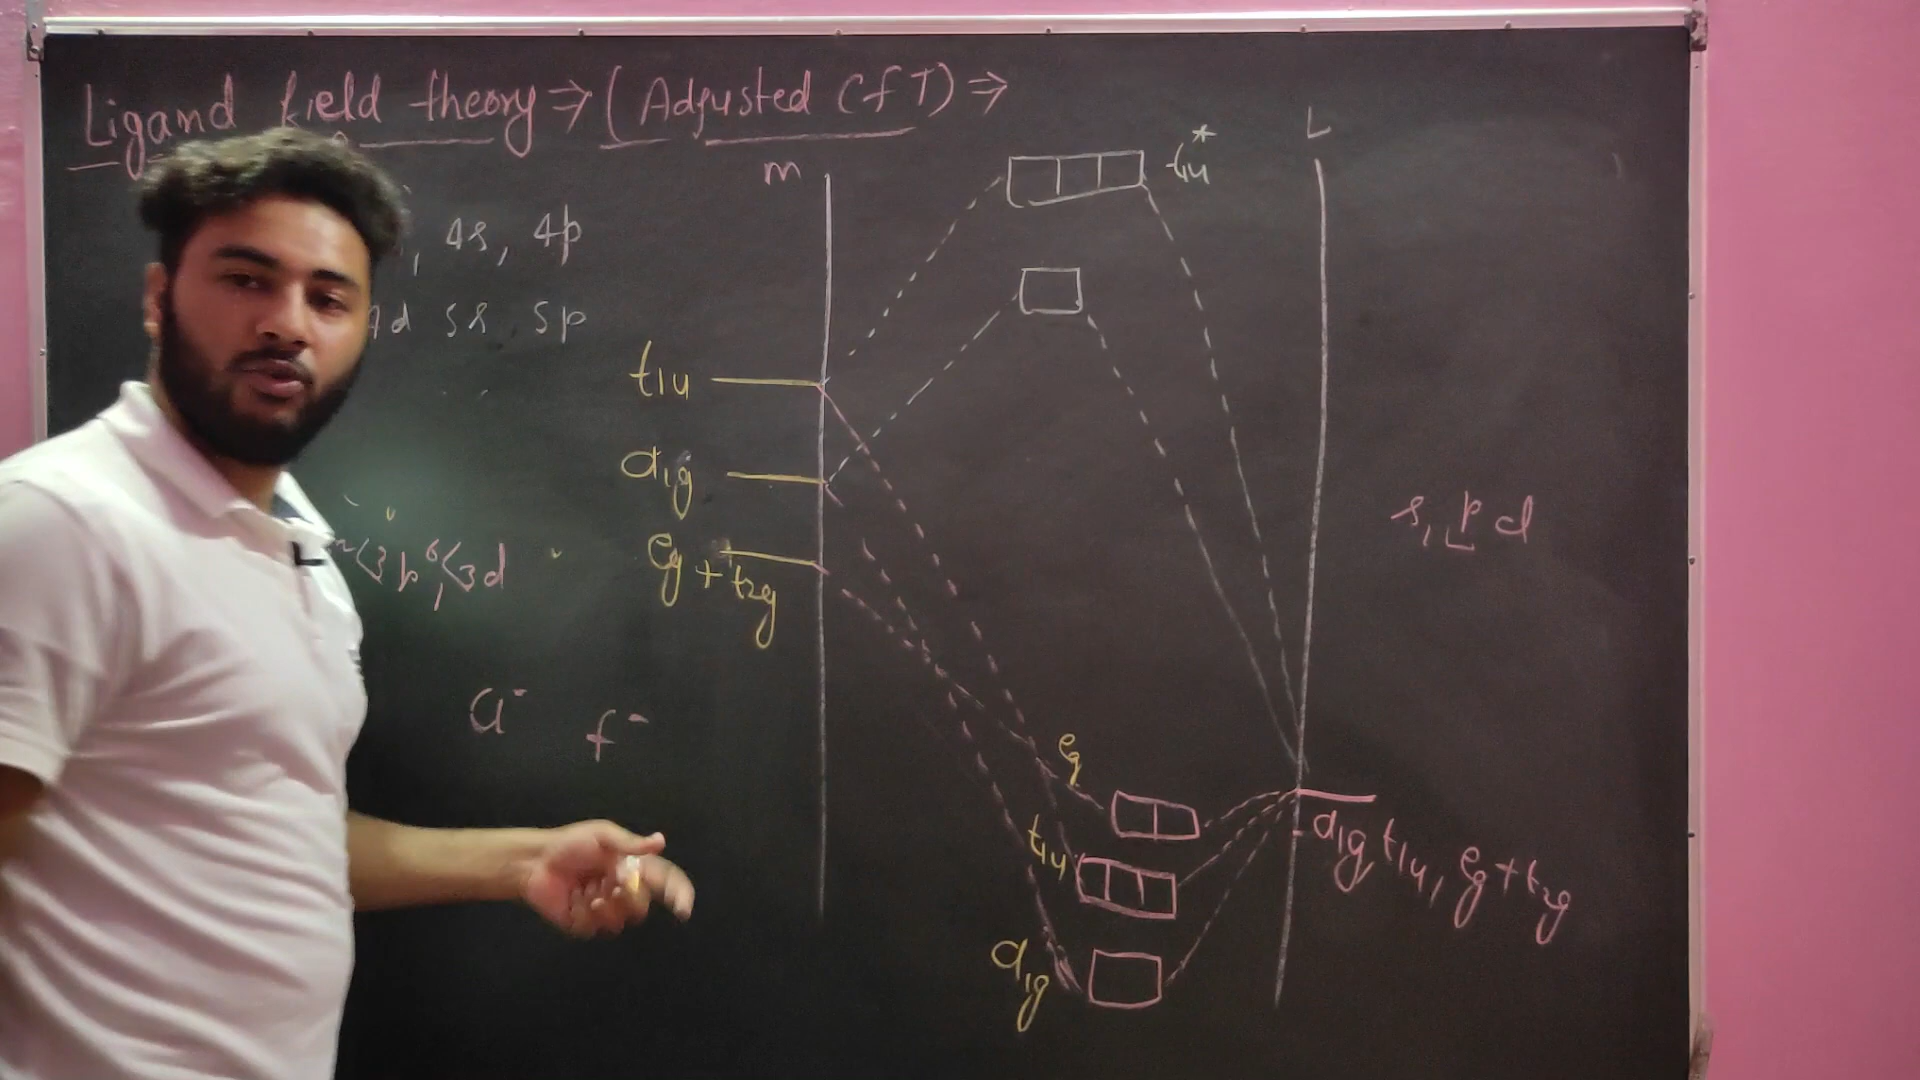 Ligand field theory ⇒ (Adjusted CfT) ⇒
m
L
t1u*
, 4s, 4p
4d 5s 5p
t1u
a1g
eg + t2g
s, p d
<3p⁶<3d
Cl⁻ f⁻
eg
t1u
a1g t1u, eg + t2g
a1g